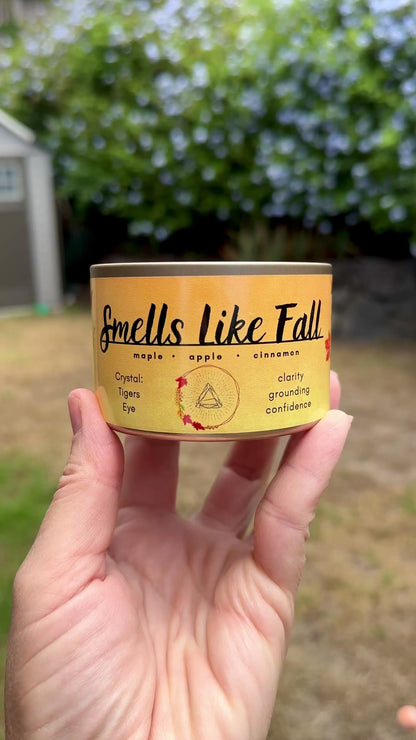 Smells Like Fall
maple • apple • cinnamon
Crystal:
Tigers
Eye
clarity
grounding
confidence